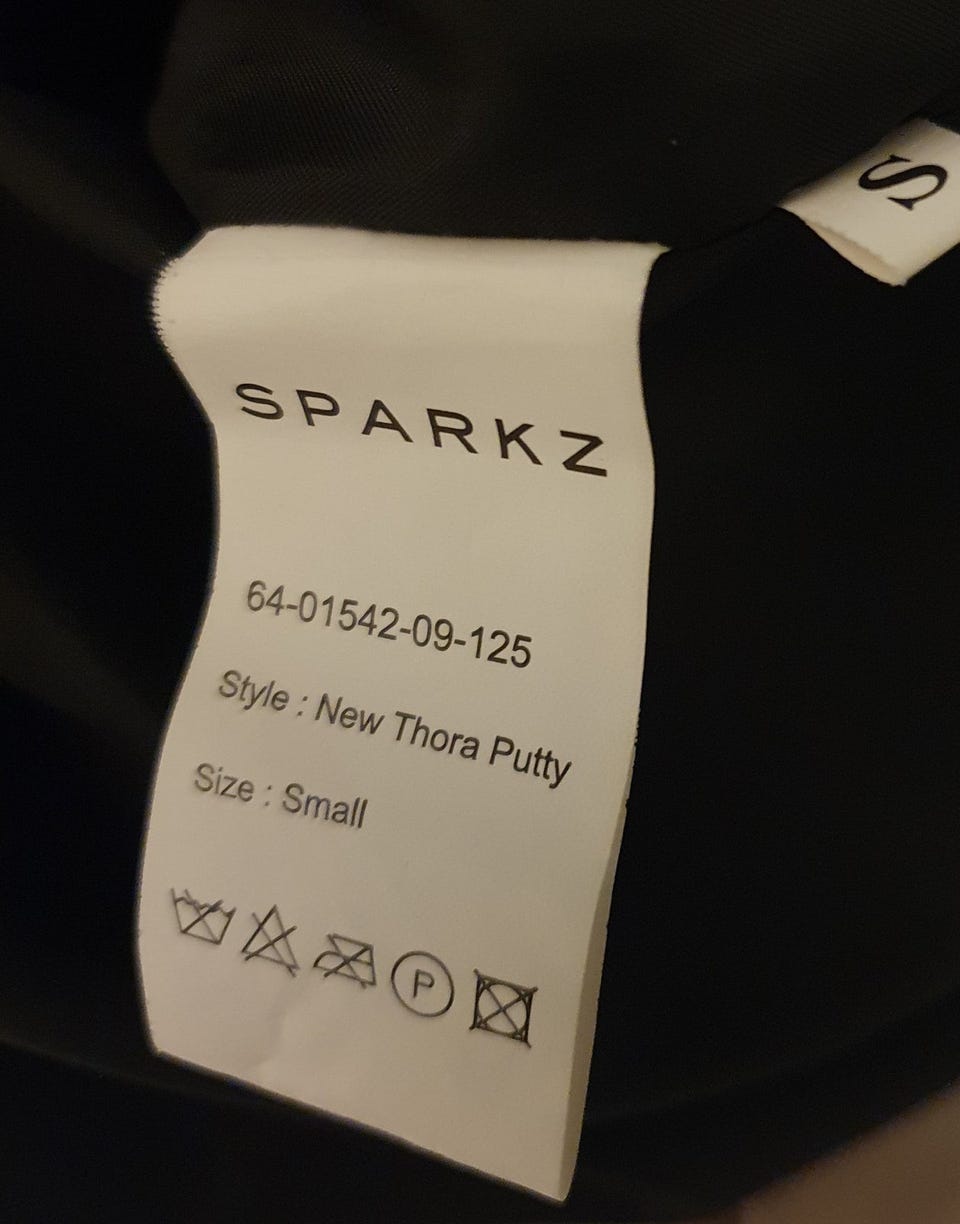 S
SPARKZ
64-01542-09-125
Style : New Thora Putty
Size : Small
P